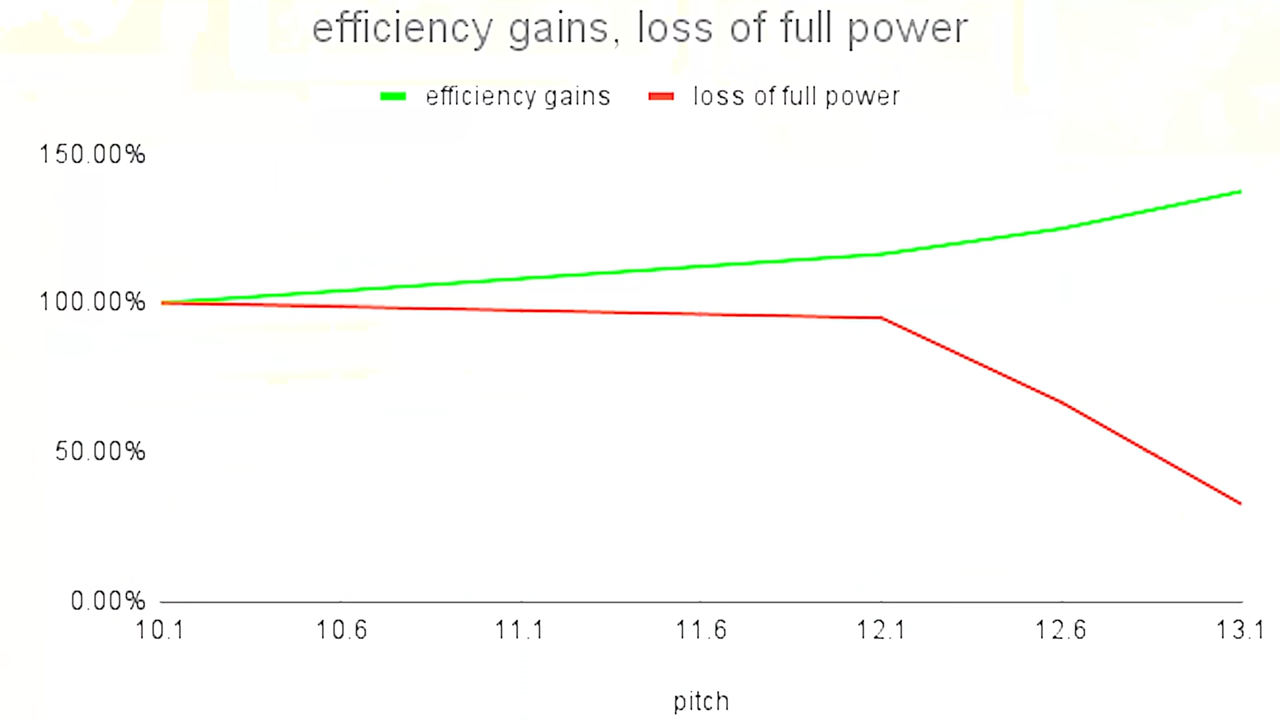 efficiency gains, loss of full power
efficiency gains loss of full power
150.00%
100.00%
50.00%
0.00%
10.1 10.6 11.1 11.6 12.1 12.6 13.1
pitch